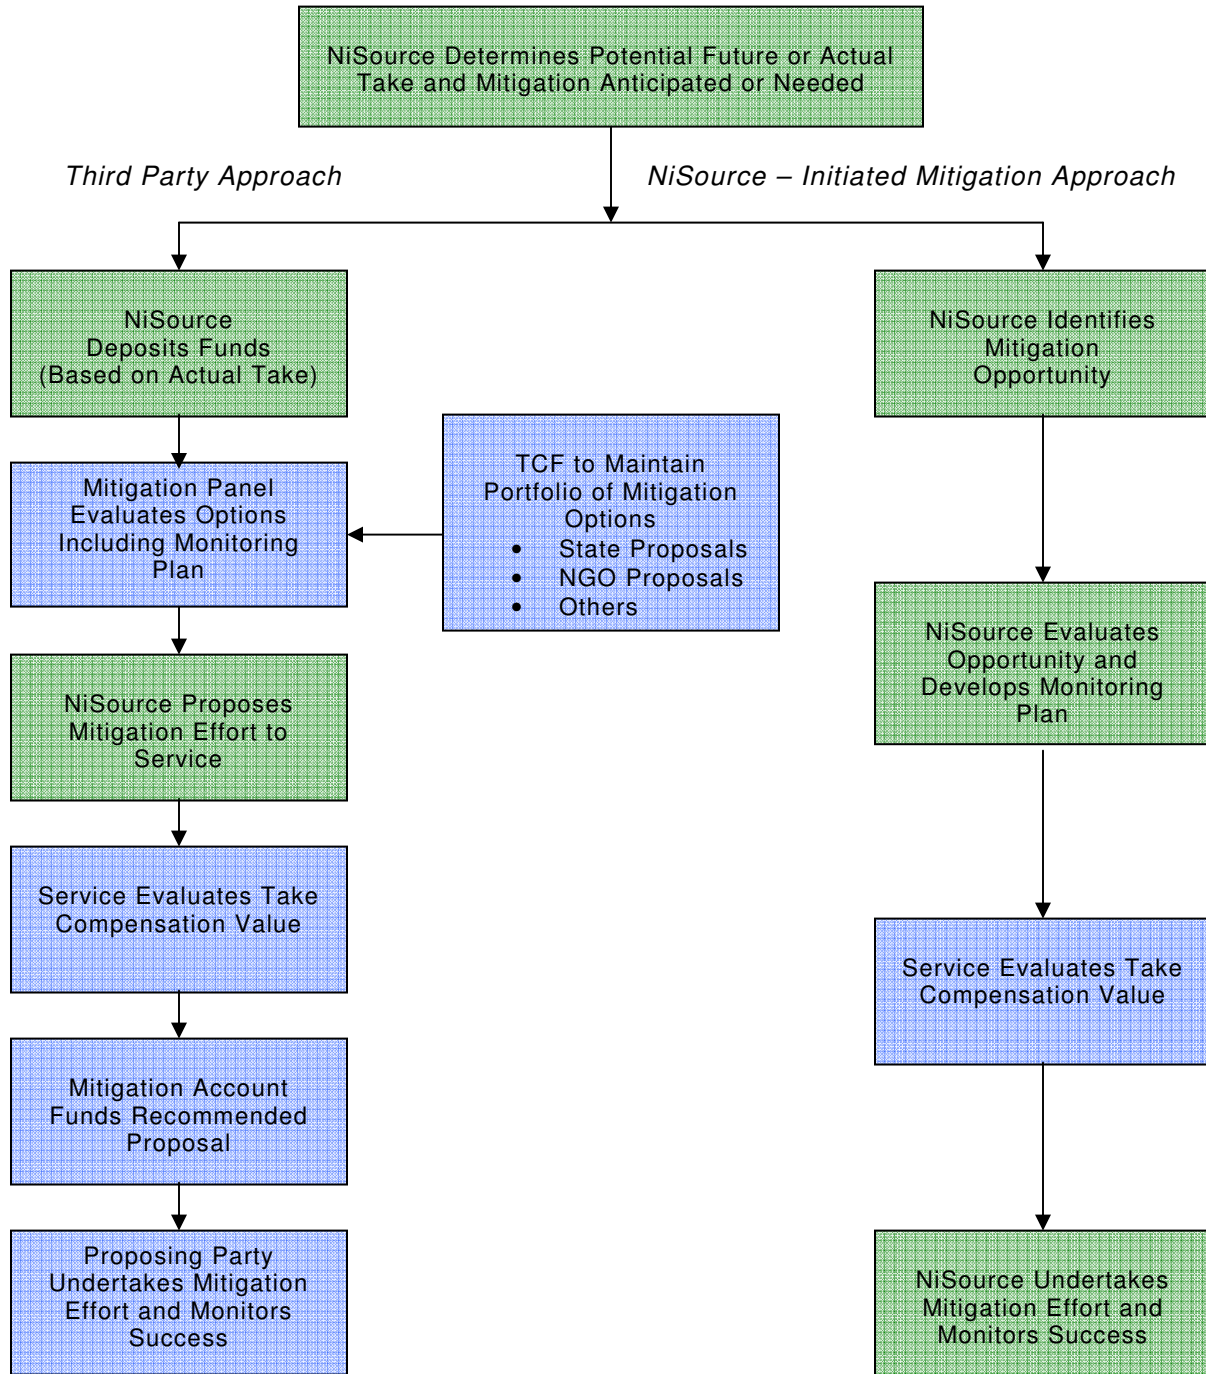 NiSource Determines Potential Future or Actual
Take and Mitigation Anticipated or Needed
Third Party Approach
NiSource – Initiated Mitigation Approach
NiSource
Deposits Funds
(Based on Actual Take)
NiSource Identifies
Mitigation
Opportunity
Mitigation Panel
Evaluates Options
Including Monitoring
Plan
TCF to Maintain
Portfolio of Mitigation
Options
• State Proposals
• NGO Proposals
• Others
NiSource Evaluates
Opportunity and
Develops Monitoring
Plan
NiSource Proposes
Mitigation Effort to
Service
Service Evaluates Take
Compensation Value
Service Evaluates Take
Compensation Value
Mitigation Account
Funds Recommended
Proposal
Proposing Party
Undertakes Mitigation
Effort and Monitors
Success
NiSource Undertakes
Mitigation Effort and
Monitors Success